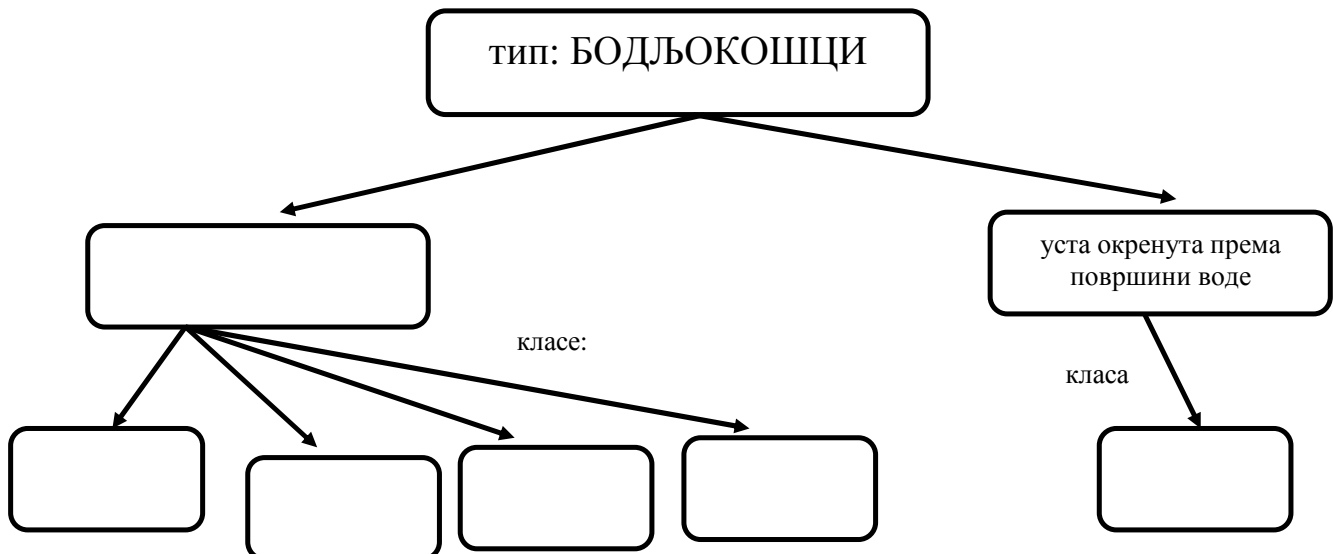 тип: БОДЉОКОШЦИ
уста окренута према
површини воде
класе:
класа